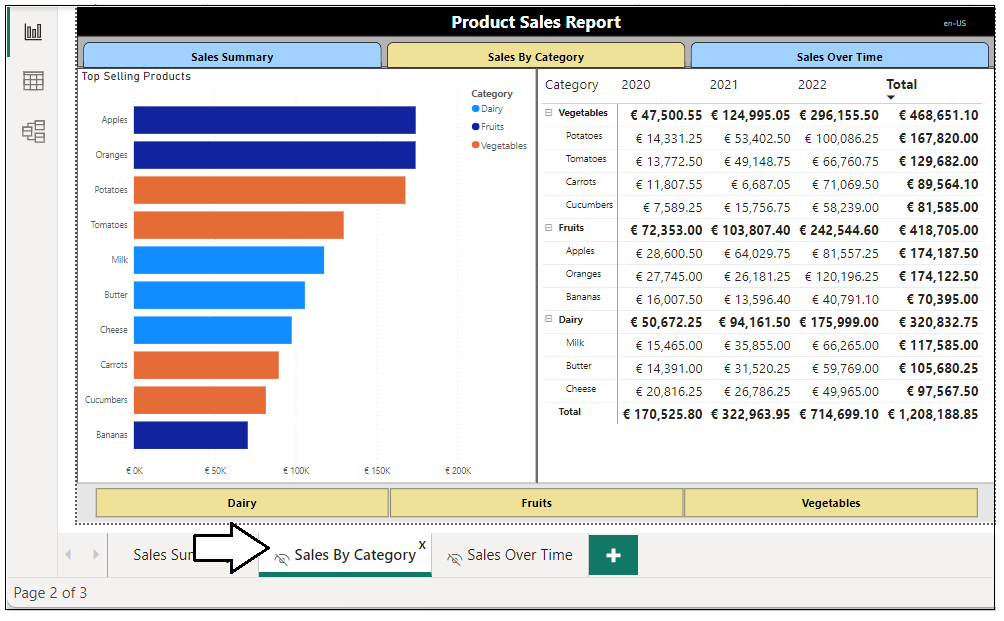 Product Sales Report
en-US
Sales Summary Sales By Category Sales Over Time
Top Selling Products
Category
Dairy
Fruits
Vegetables
Apples
Oranges
Potatoes
Tomatoes
Milk
Butter
Cheese
Carrots
Cucumbers
Bananas
€ 0K € 50K € 100K € 150K € 200K
Category 2020 2021 2022 Total
Vegetables € 47,500.55 € 124,995.05 € 296,155.50 € 468,651.10
Potatoes € 14,331.25 € 53,402.50 € 100,086.25 € 167,820.00
Tomatoes € 13,772.50 € 49,148.75 € 66,760.75 € 129,682.00
Carrots € 11,807.55 € 6,687.05 € 71,069.50 € 89,564.10
Cucumbers € 7,589.25 € 15,756.75 € 58,239.00 € 81,585.00
Fruits € 72,353.00 € 103,807.40 € 242,544.60 € 418,705.00
Apples € 28,600.50 € 64,029.75 € 81,557.25 € 174,187.50
Oranges € 27,745.00 € 26,181.25 € 120,196.25 € 174,122.50
Bananas € 16,007.50 € 13,596.40 € 40,791.10 € 70,395.00
Dairy € 50,672.25 € 94,161.50 € 175,999.00 € 320,832.75
Milk € 15,465.00 € 35,855.00 € 66,265.00 € 117,585.00
Butter € 14,391.00 € 31,520.25 € 59,769.00 € 105,680.25
Cheese € 20,816.25 € 26,786.25 € 49,965.00 € 97,567.50
Total € 170,525.80 € 322,963.95 € 714,699.10 € 1,208,188.85
Dairy Fruits Vegetables
Sales Sales By Category x Sales Over Time +
Page 2 of 3